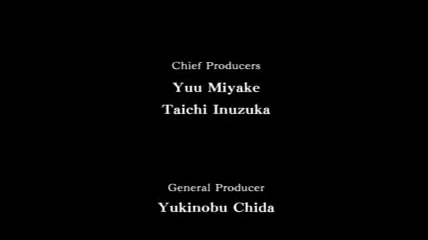 Chief Producers
Yuu Miyake
Taichi Inuzuka
General Producer
Yukinobu Chida